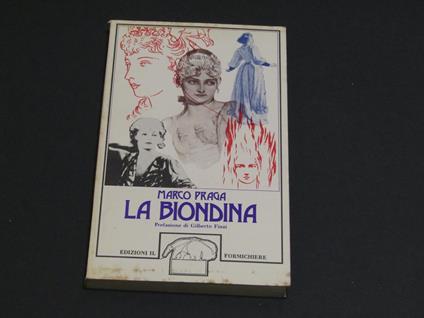 MARCO PRAGA
LA BIONDINA
Prefazione di Gilberto Finzi
EDIZIONI IL FORMICHIERE